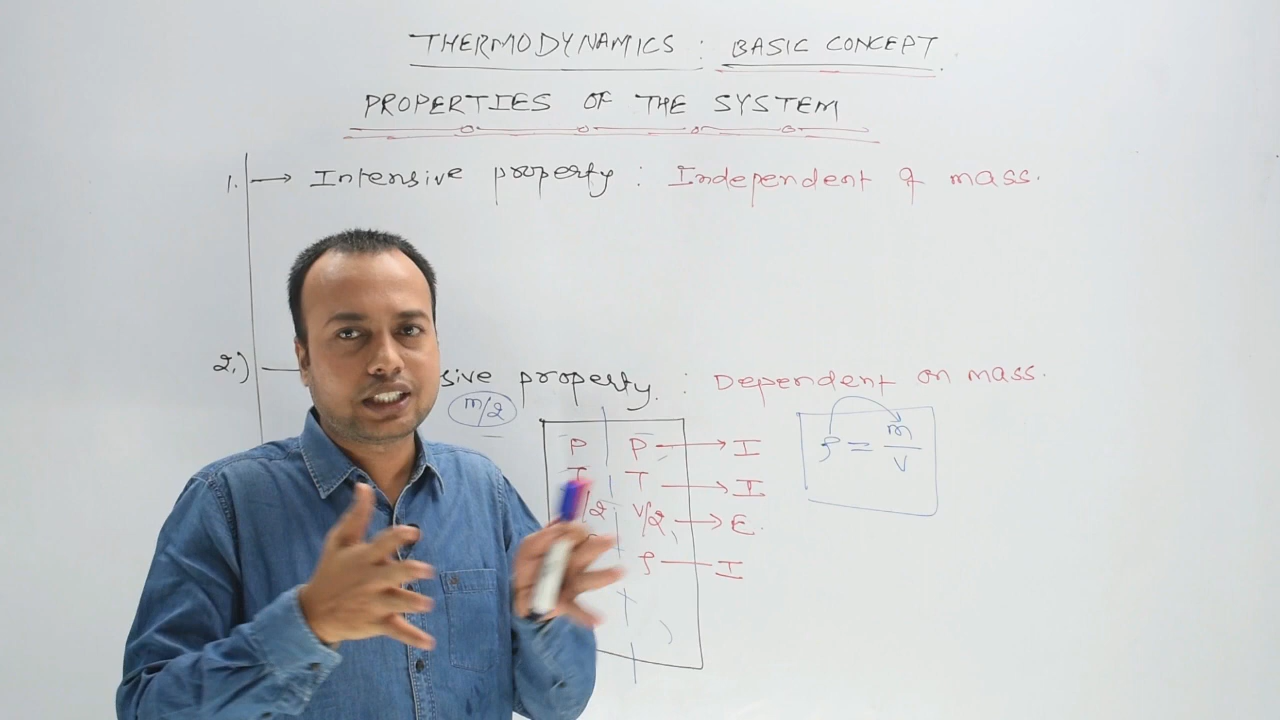 THERMODYNAMICS : BASIC CONCEPT.
PROPERTIES OF THE SYSTEM
1. → Intensive property : Independent of mass.
2.) sive property. : Dependent on mass.
m/2
P P → I
T T → I
/2 V/2 → E.
ρ — I
ρ = m/V